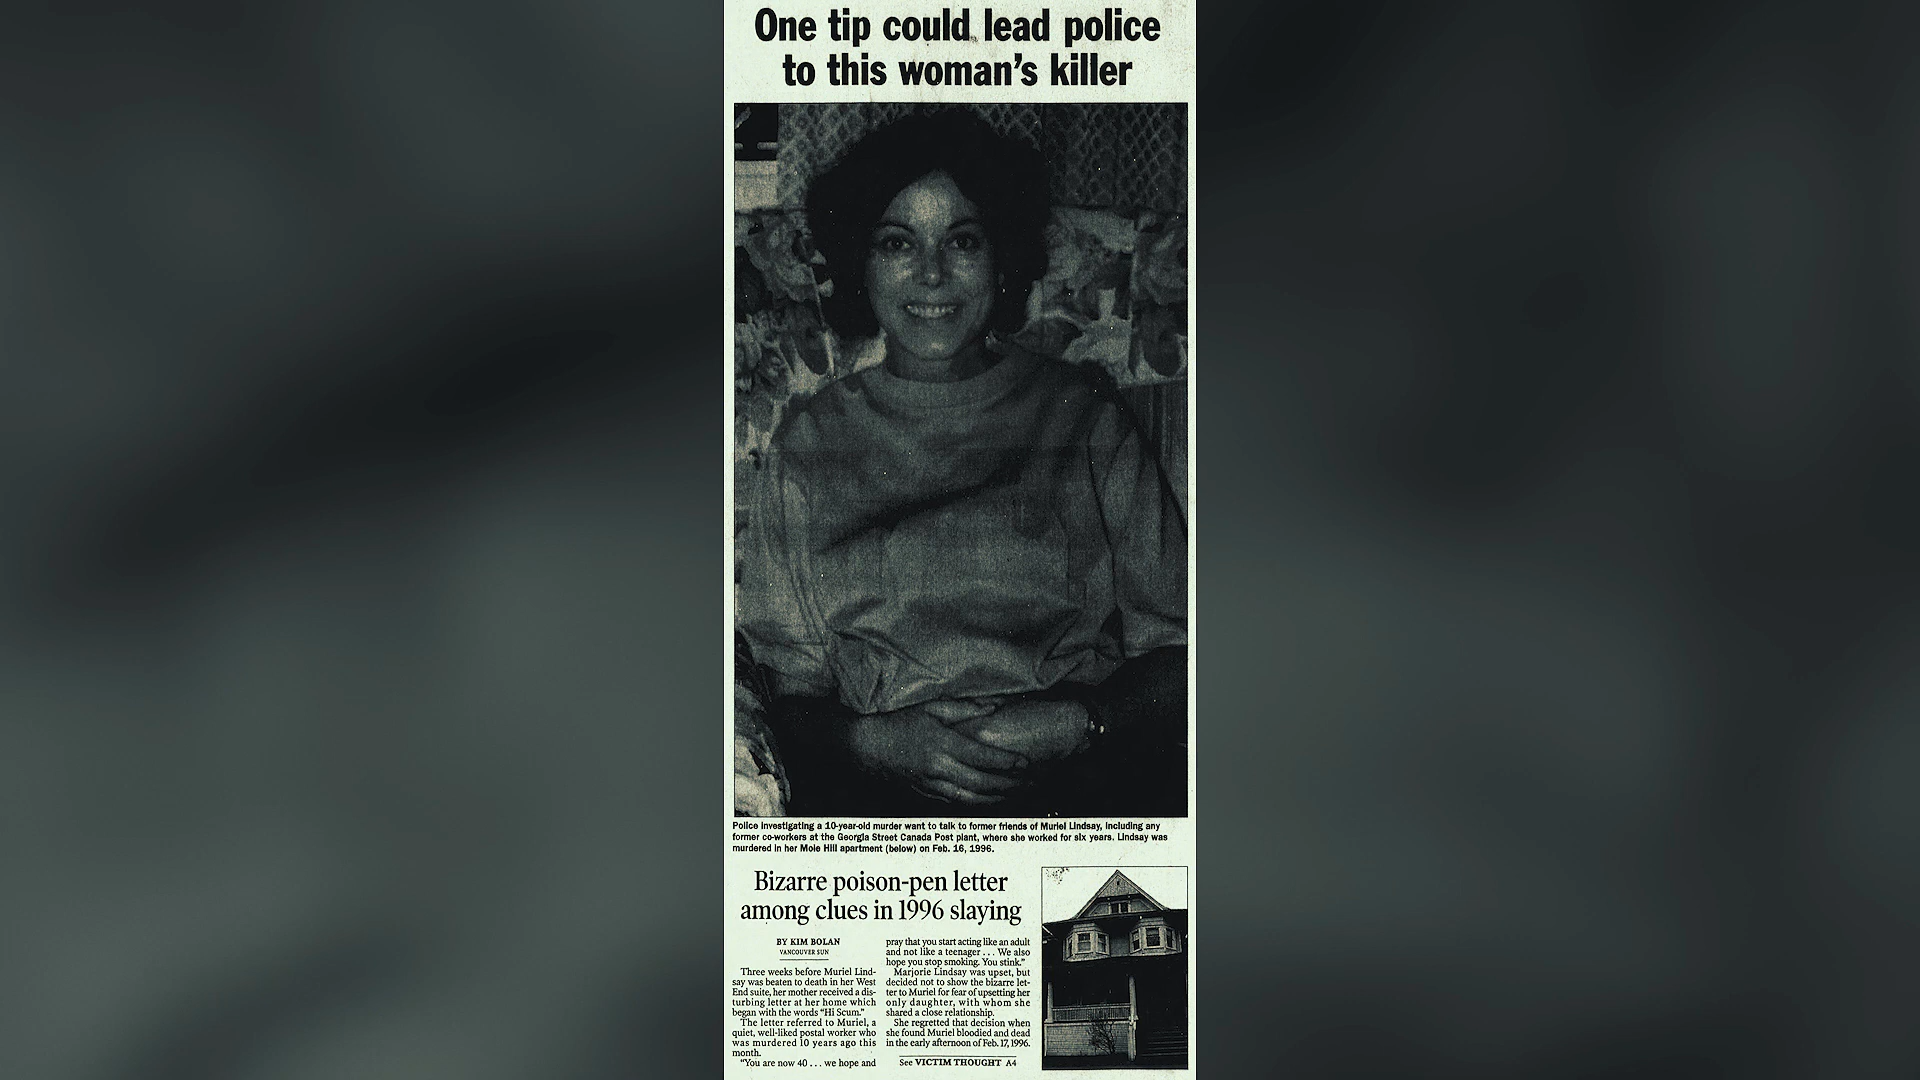 One tip could lead police
to this woman's killer
Police investigating a 10-year-old murder want to talk to former friends of Muriel Lindsay, including any
former co-workers at the Georgia Street Canada Post plant, where she worked for six years. Lindsay was
murdered in her Mole Hill apartment (below) on Feb. 16, 1996.
Bizarre poison-pen letter
among clues in 1996 slaying
BY KIM BOLAN
VANCOUVER SUN
Three weeks before Muriel Lind-
say was beaten to death in her West
End suite, her mother received a dis-
turbing letter at her home which
began with the words “Hi Scum.”
The letter referred to Muriel, a
quiet, well-liked postal worker who
was murdered 10 years ago this
month.
“You are now 40 . . . we hope and
pray that you start acting like an adult
and not like a teenager . . . We also
hope you stop smoking. You stink.”
Marjorie Lindsay was upset, but
decided not to show the bizarre let-
ter to Muriel for fear of upsetting her
only daughter, with whom she
shared a close relationship.
She regretted that decision when
she found Muriel bloodied and dead
in the early afternoon of Feb. 17, 1996.
See VICTIM THOUGHT A4